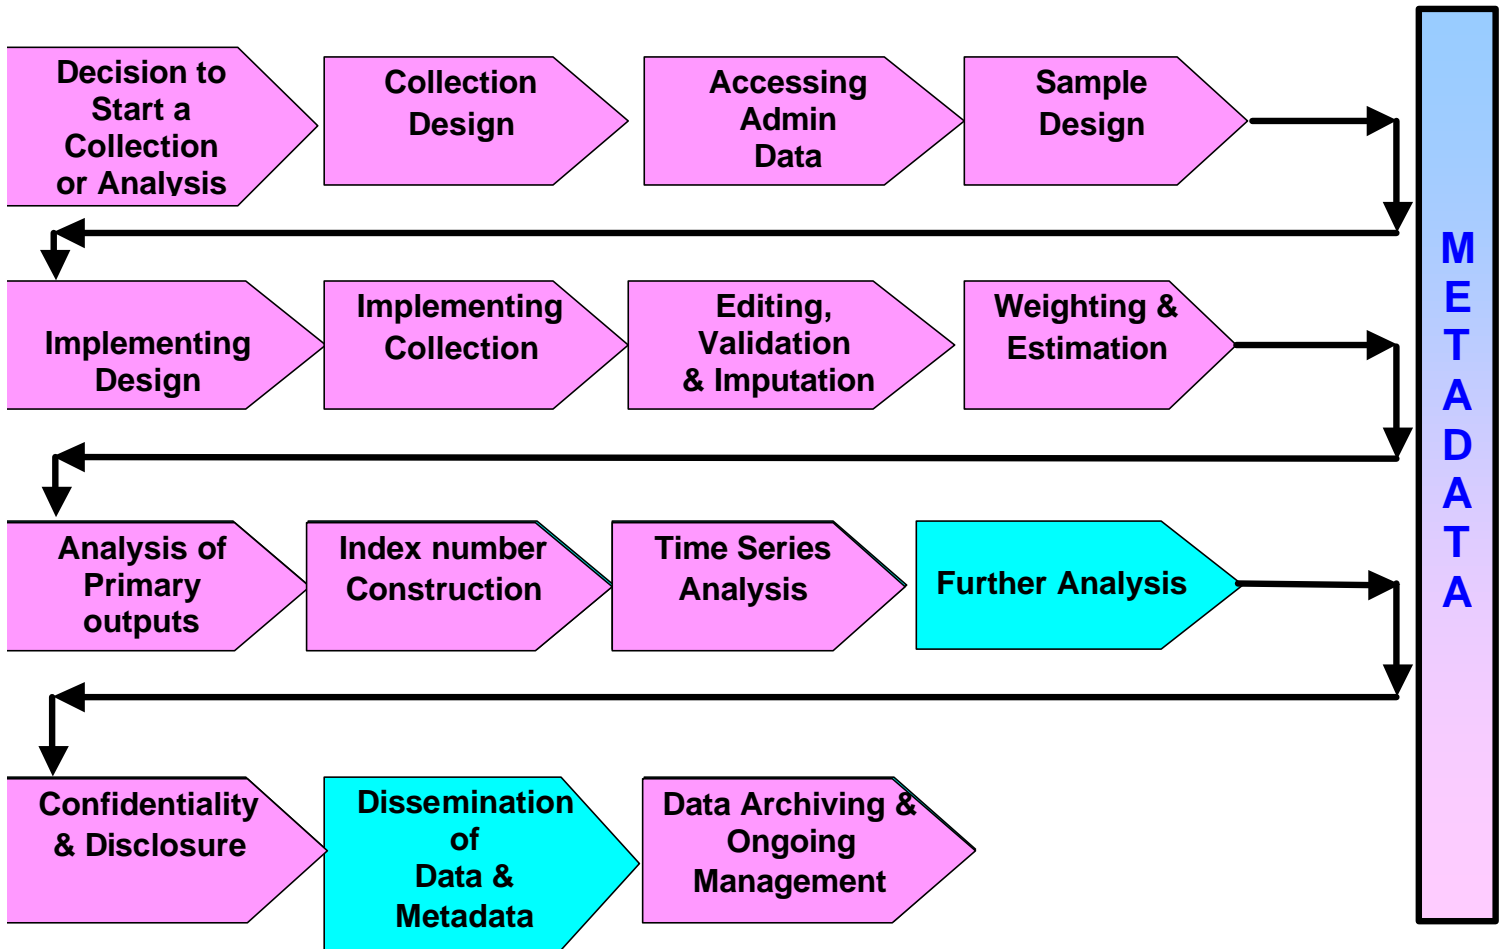 Decision to
Start a
Collection
or Analysis
Collection
Design
Accessing
Admin
Data
Sample
Design
Implementing
Design
Implementing
Collection
Editing,
Validation
& Imputation
Weighting &
Estimation
Analysis of
Primary
outputs
Index number
Construction
Time Series
Analysis
Further Analysis
Confidentiality
& Disclosure
Dissemination
of
Data &
Metadata
Data Archiving &
Ongoing
Management
M
E
T
A
D
A
T
A